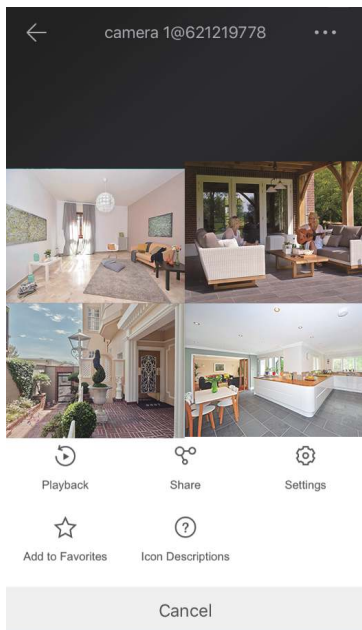 camera 1@621219778
Playback
Share
Settings
Add to Favorites
Icon Descriptions
Cancel